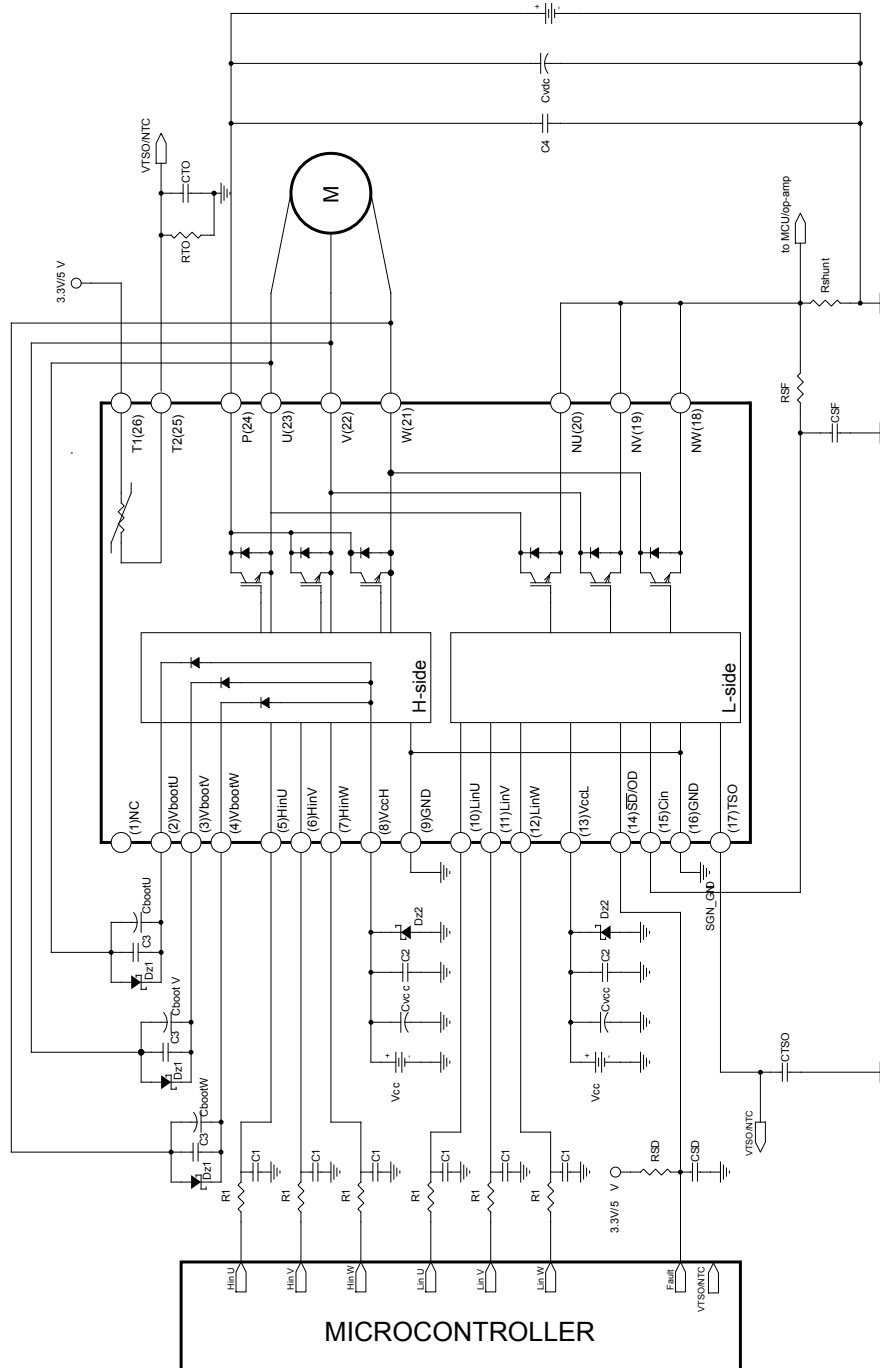 +
-
Cvdc
C4
VTSO/NTC
CTO
RTO
M
3.3V/5 V
to MCU/op-amp
Rshunt
RSF
CSF
T1(26)
T2(25)
P(24)
U(23)
V(22)
W(21)
NU(20)
NV(19)
NW(18)
H-side
L-side
(1)NC
(2)VbootU
(3)VbootV
(4)VbootW
(5)HinU
(6)HinV
(7)HinW
(8)VccH
(9)GND
(10)LinU
(11)LinV
(12)LinW
(13)VccL
(14)SD/OD
(15)Cin
(16)GND
(17)TSO
SGN_GND
CbootU
C3
Dz1
Cboot V
C3
Dz1
CbootW
C3
Dz1
Dz2
C2
Cvc c
+
-
Vcc
Dz2
C2
Cvcc
+
-
Vcc
CTSO
VTSO/NTC
R1
C1
R1
C1
R1
C1
R1
C1
R1
C1
R1
C1
3.3V/5 V
RSD
CSD
Hin U
Hin V
Hin W
Lin U
Lin V
Lin W
Fault
VTSO/NTC
MICROCONTROLLER